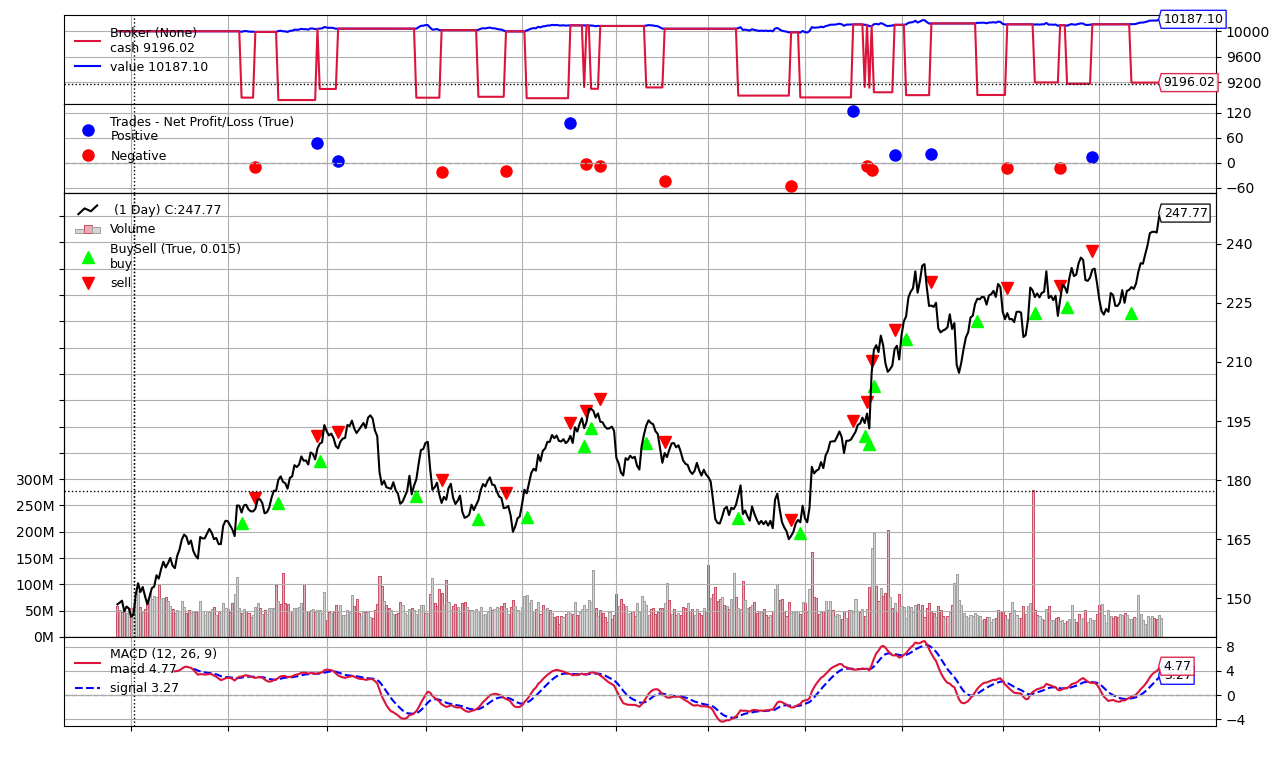 Broker (None)
cash 9196.02
value 10187.10
10187.10
10000
9600
9200
9196.02
Trades - Net Profit/Loss (True)
Positive
Negative
120
60
0
−60
(1 Day) C:247.77
Volume
BuySell (True, 0.015)
buy
sell
247.77
240
225
210
195
180
165
150
300M
250M
200M
150M
100M
50M
0M
MACD (12, 26, 9)
macd 4.77
signal 3.27
8
4
0
−4
4.77
3.27